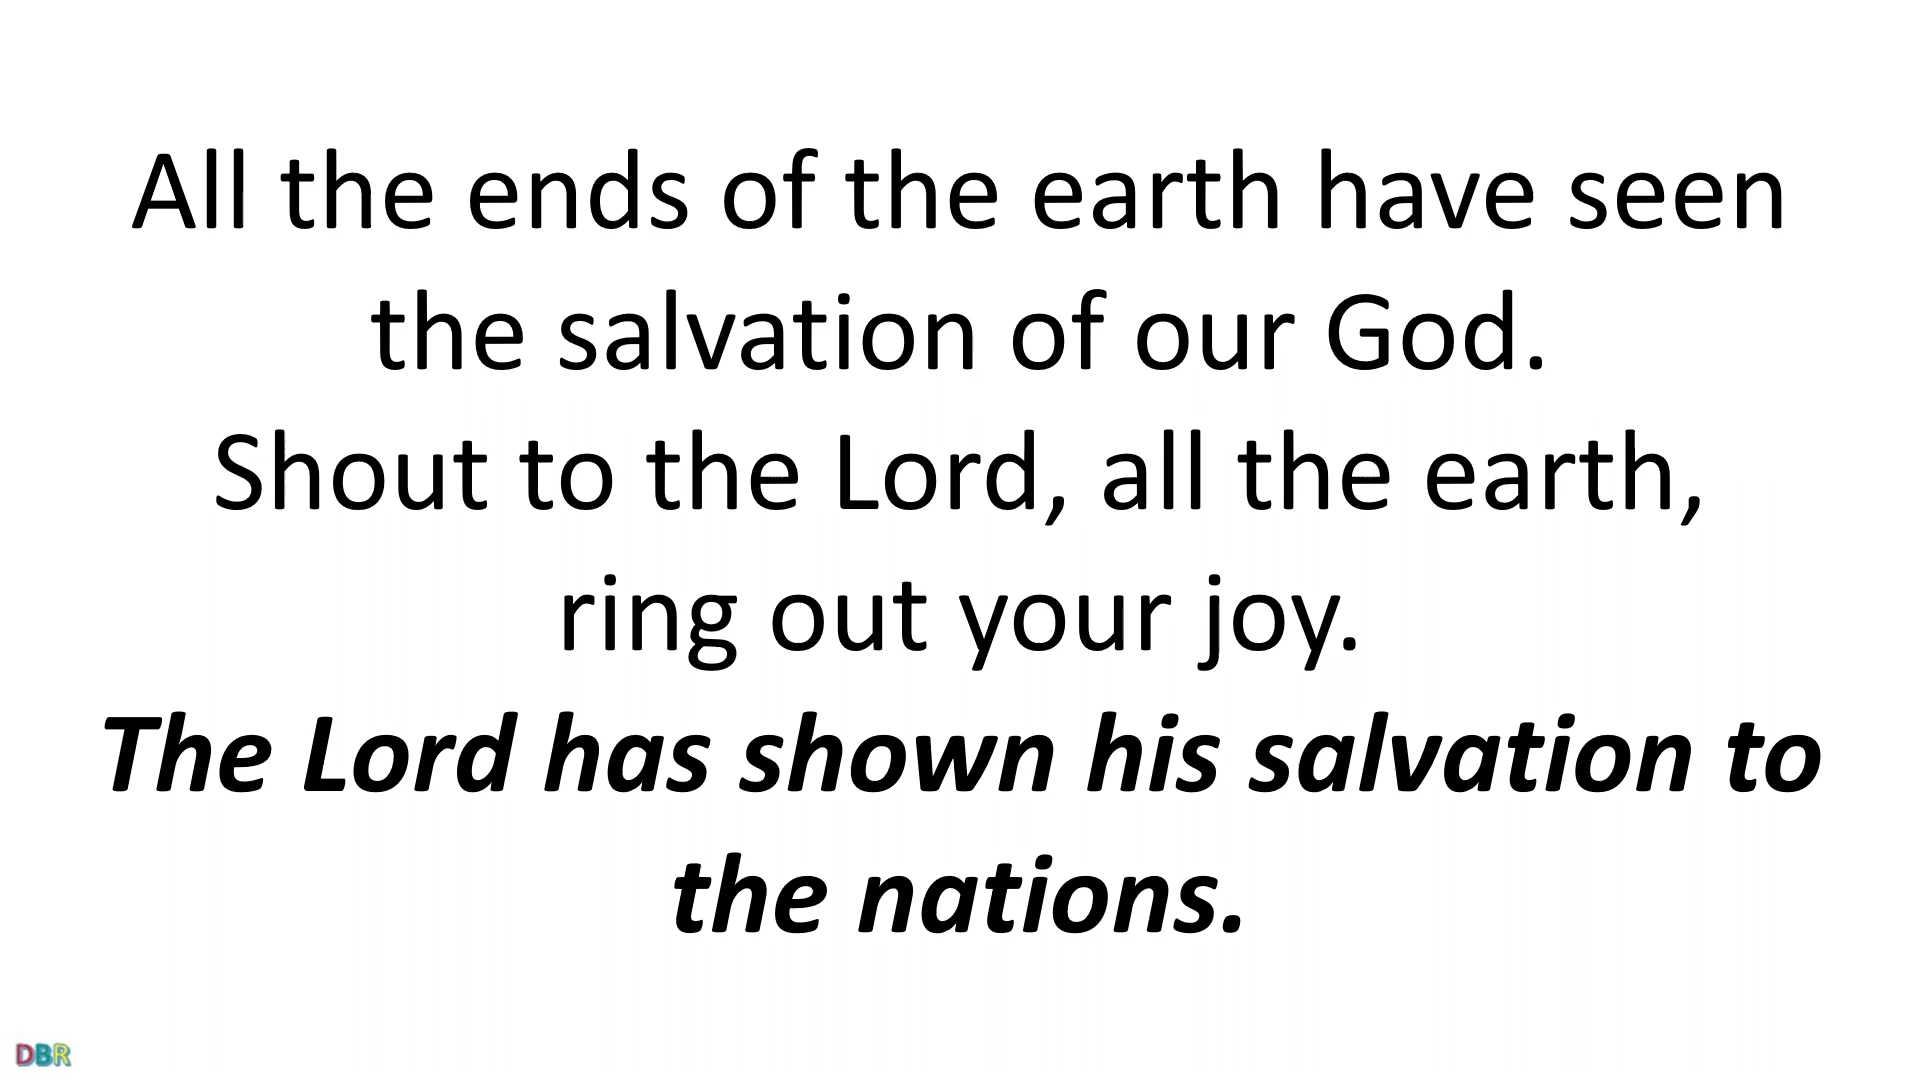 All the ends of the earth have seen
the salvation of our God.
Shout to the Lord, all the earth,
ring out your joy.
The Lord has shown his salvation to
the nations.
DBR